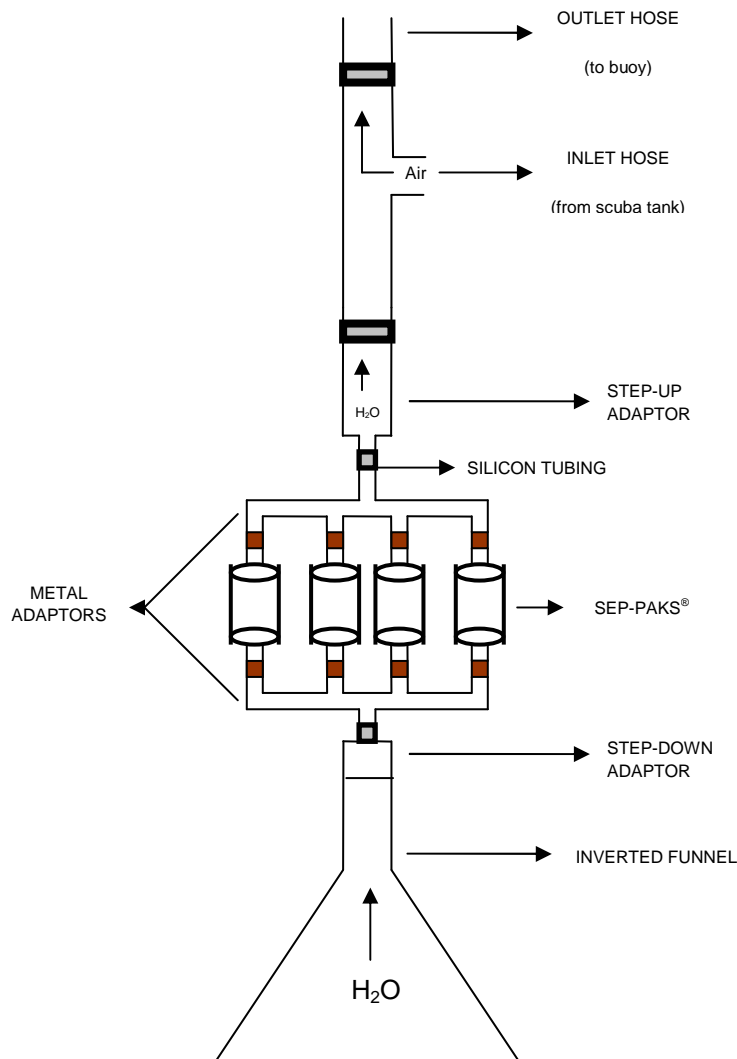 OUTLET HOSE
(to buoy)
Air
INLET HOSE
(from scuba tank)
H₂O
STEP-UP
ADAPTOR
SILICON TUBING
METAL
ADAPTORS
SEP-PAKS®
STEP-DOWN
ADAPTOR
INVERTED FUNNEL
H₂O